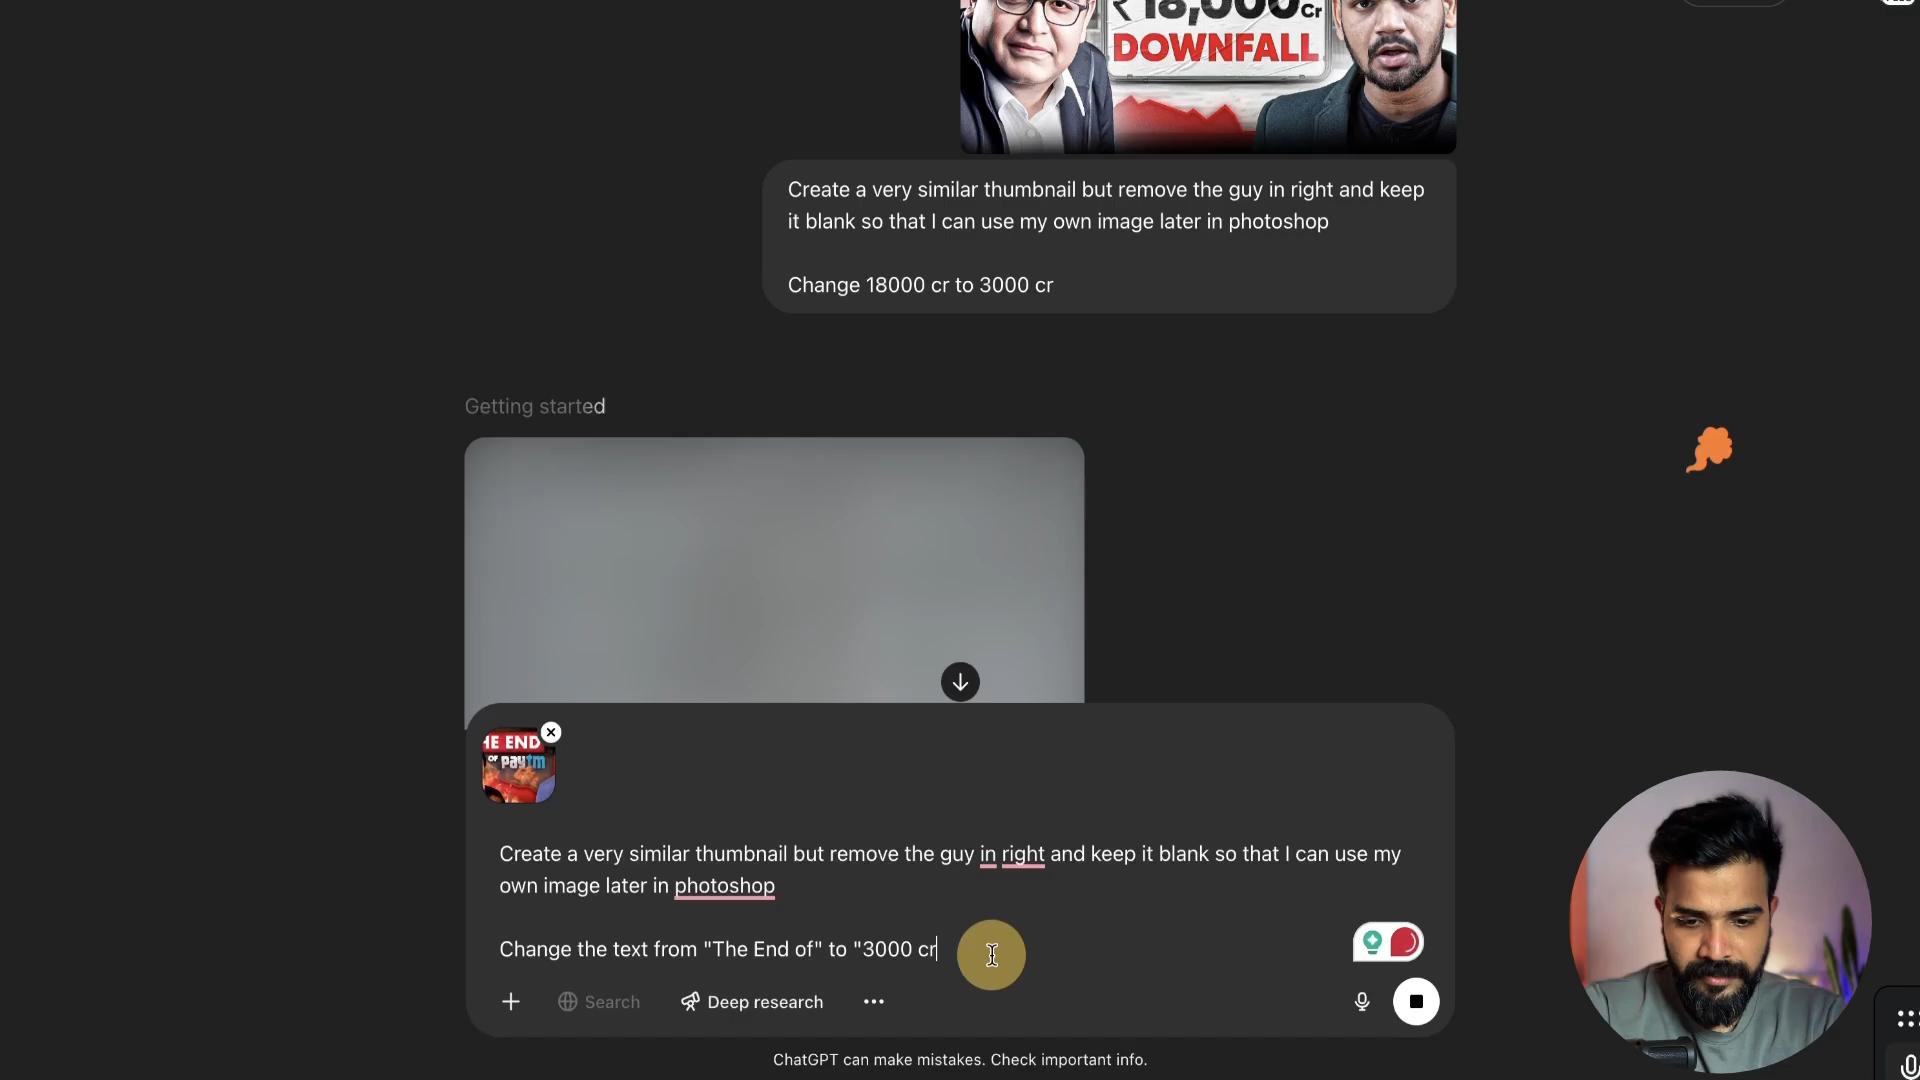 ₹18,000Cr
DOWNFALL
Create a very similar thumbnail but remove the guy in right and keep
it blank so that I can use my own image later in photoshop
Change 18000 cr to 3000 cr
Getting started
HE END
OF paytm
Create a very similar thumbnail but remove the guy in right and keep it blank so that I can use my
own image later in photoshop
Change the text from "The End of" to "3000 cr
Search
Deep research
ChatGPT can make mistakes. Check important info.